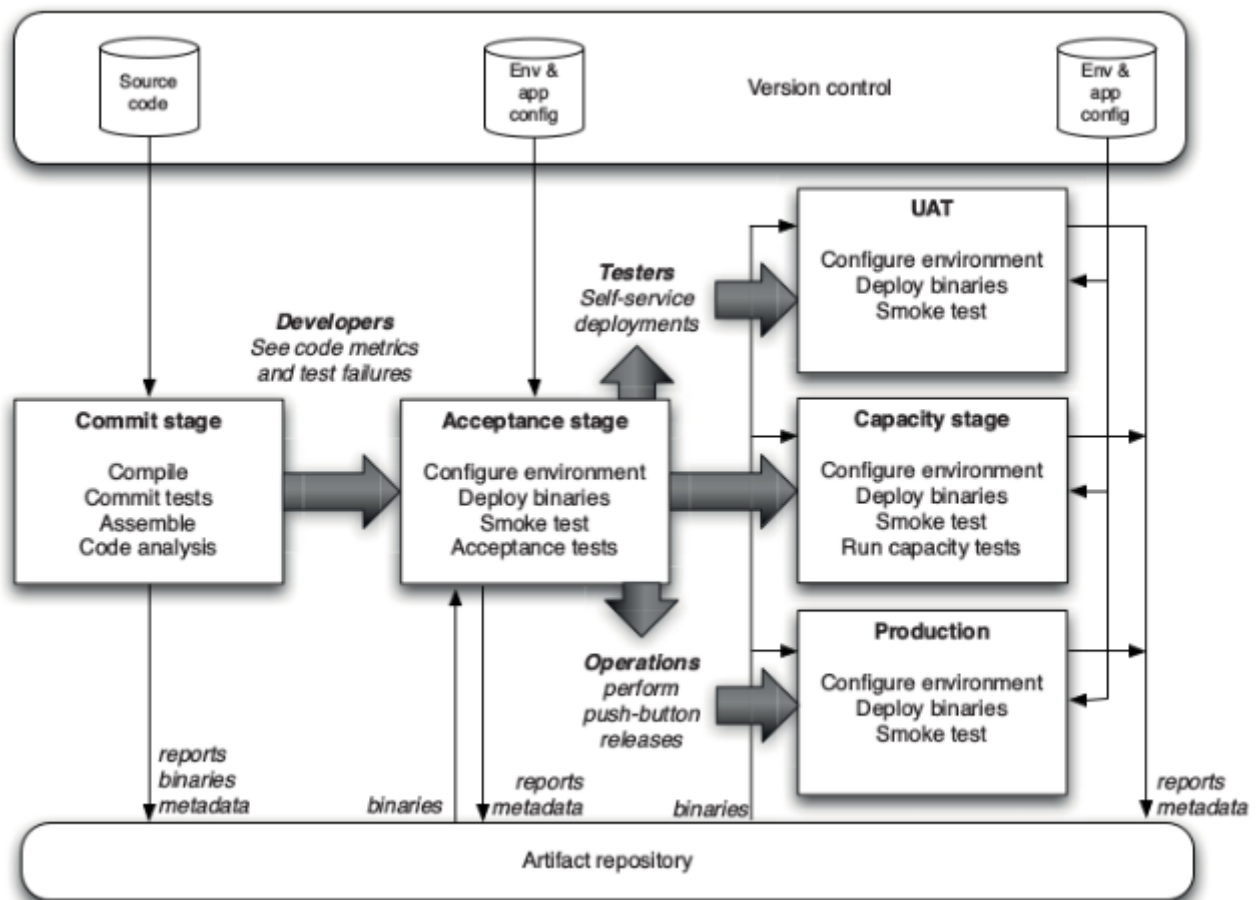 Source
code
Env &
app
config
Version control
Env &
app
config
UAT
Configure environment
Deploy binaries
Smoke test
Testers
Self-service
deployments
Developers
See code metrics
and test failures
Commit stage
Compile
Commit tests
Assemble
Code analysis
Acceptance stage
Configure environment
Deploy binaries
Smoke test
Acceptance tests
Capacity stage
Configure environment
Deploy binaries
Smoke test
Run capacity tests
Operations
perform
push-button
releases
Production
Configure environment
Deploy binaries
Smoke test
reports
binaries
metadata
binaries
reports
metadata
binaries
reports
metadata
Artifact repository